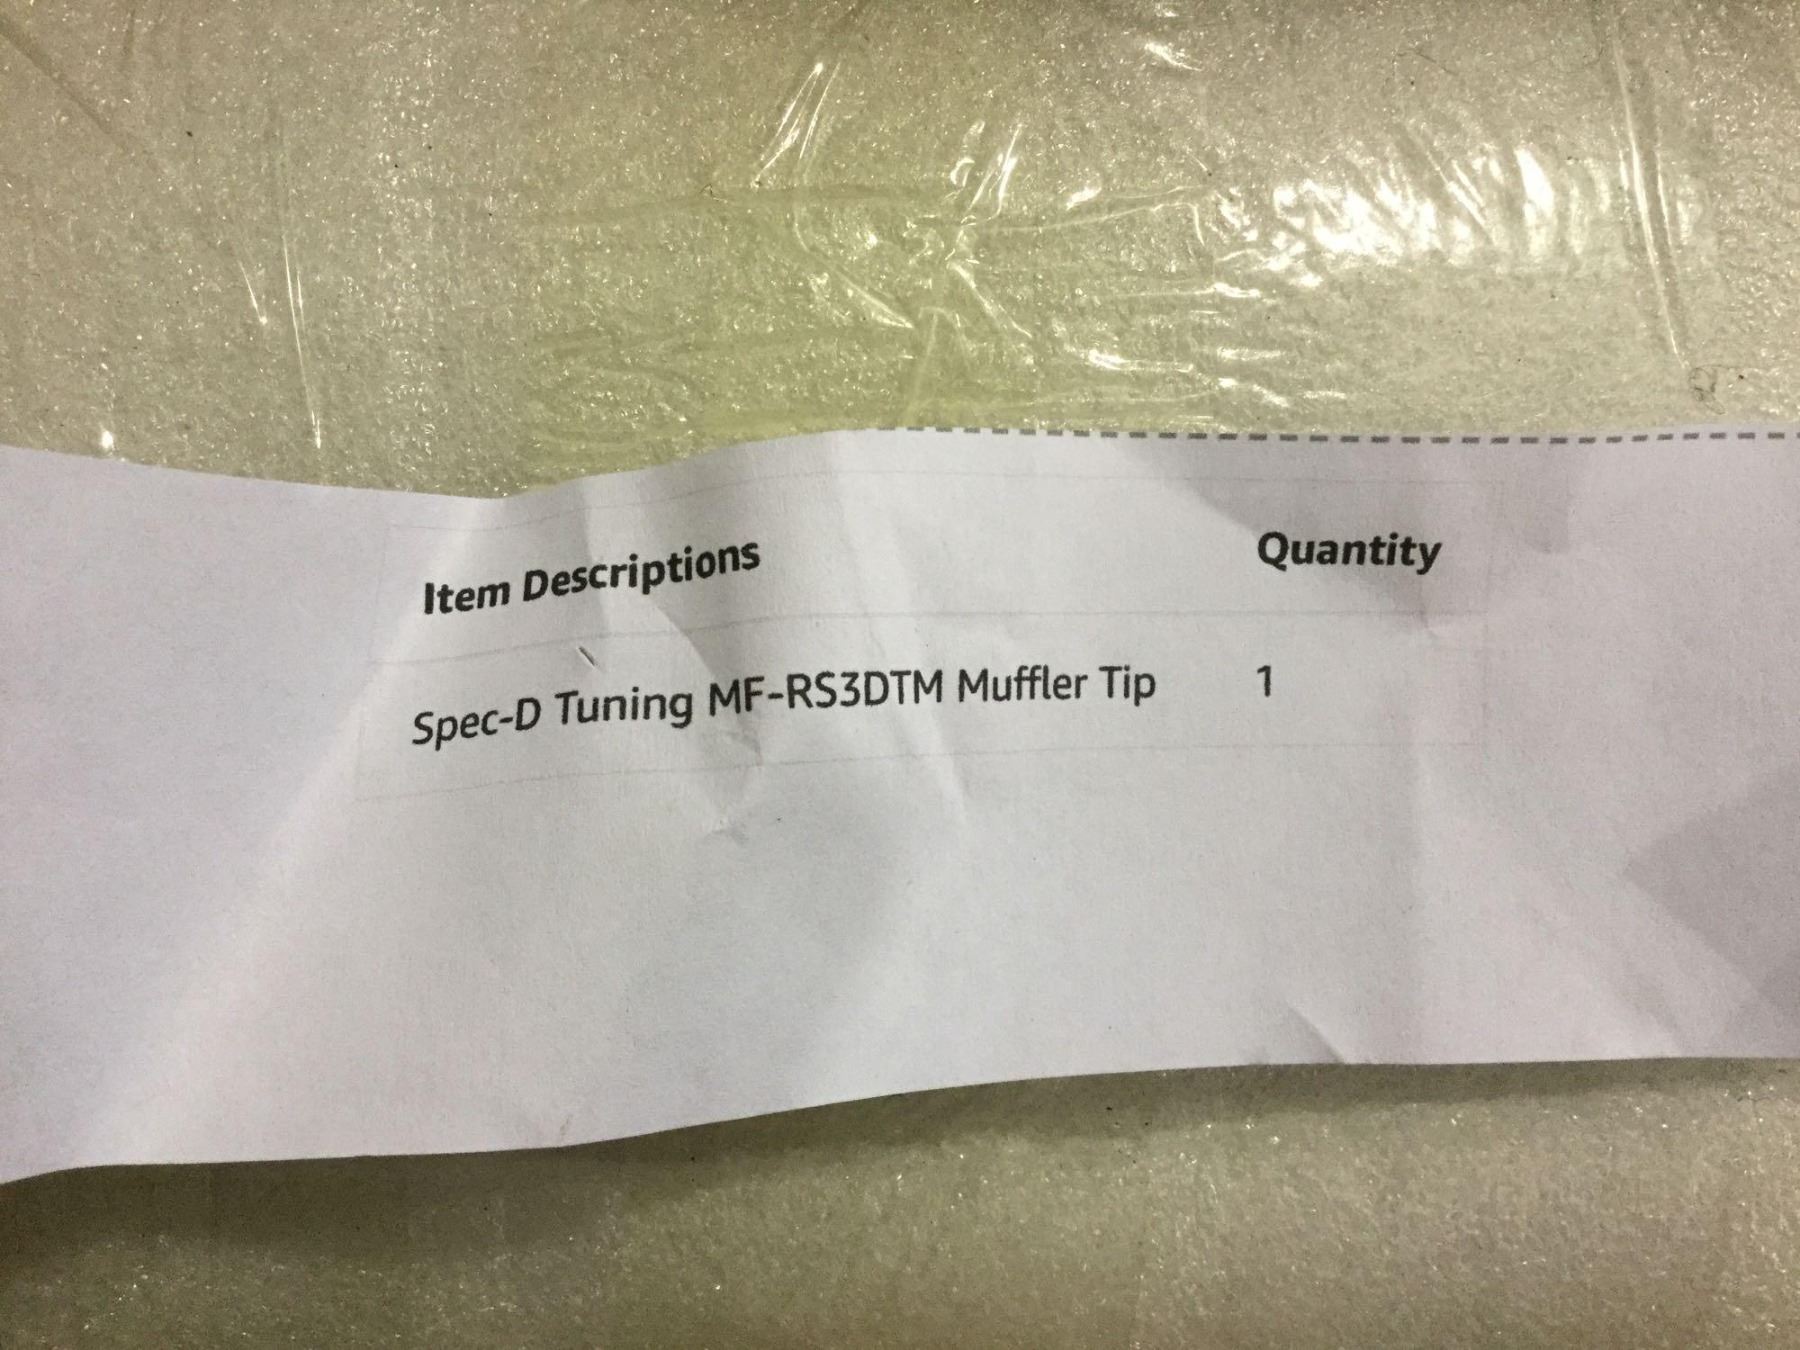 Item Descriptions Quantity
Spec-D Tuning MF-RS3DTM Muffler Tip 1